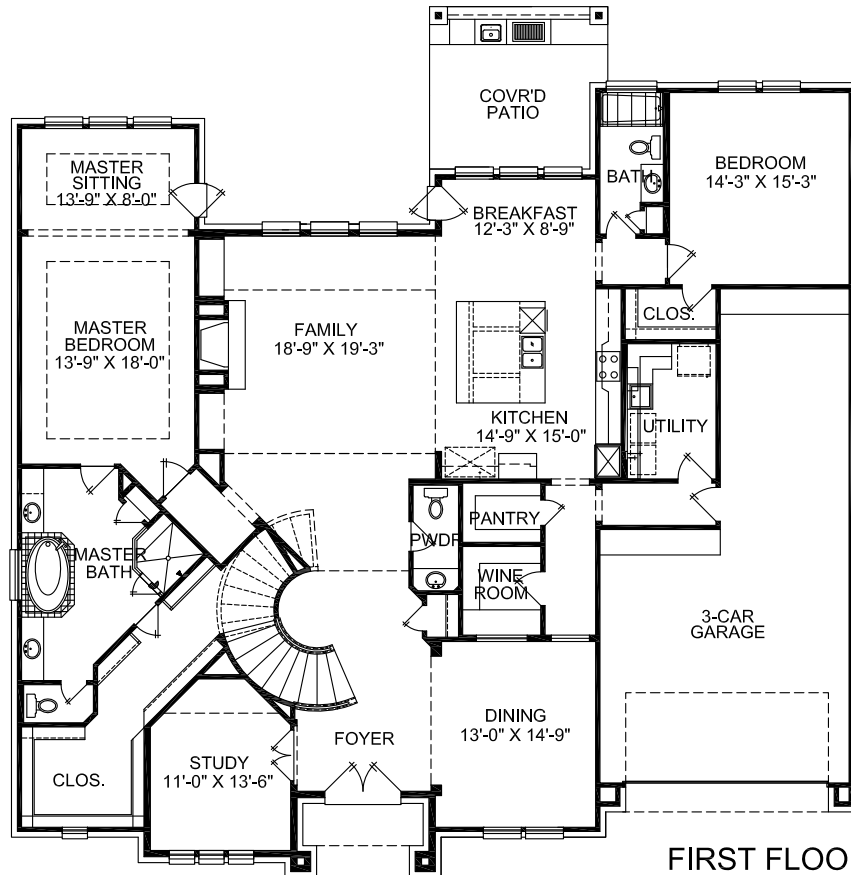 COVR'D
PATIO
MASTER
SITTING
13'-9" X 8'-0"
BATH
BEDROOM
14'-3" X 15'-3"
BREAKFAST
12'-3" X 8'-9"
CLOS.
MASTER
BEDROOM
13'-9" X 18'-0"
FAMILY
18'-9" X 19'-3"
KITCHEN
14'-9" X 15'-0"
UTILITY
PANTRY
PWDR
MASTER
BATH
WINE
ROOM
3-CAR
GARAGE
DINING
13'-0" X 14'-9"
FOYER
STUDY
11'-0" X 13'-6"
CLOS.
FIRST FLOO